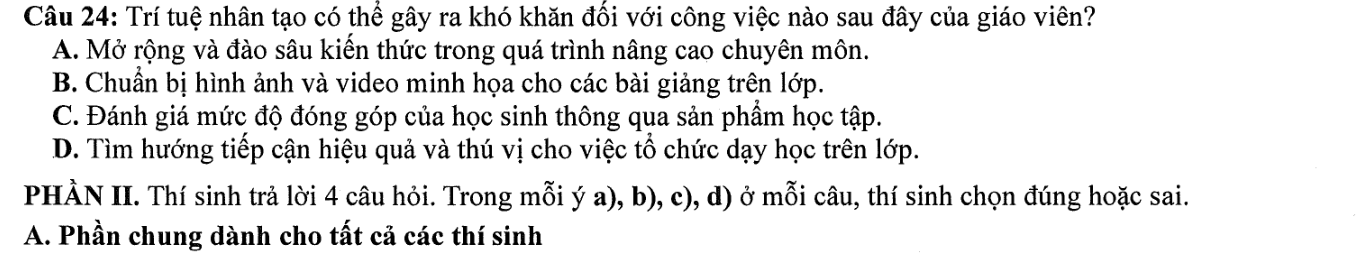 Câu 24: Trí tuệ nhân tạo có thể gây ra khó khăn đối với công việc nào sau đây của giáo viên?
A. Mở rộng và đào sâu kiến thức trong quá trình nâng cao chuyên môn.
B. Chuẩn bị hình ảnh và video minh họa cho các bài giảng trên lớp.
C. Đánh giá mức độ đóng góp của học sinh thông qua sản phẩm học tập.
D. Tìm hướng tiếp cận hiệu quả và thú vị cho việc tổ chức dạy học trên lớp.
PHẦN II. Thí sinh trả lời 4 câu hỏi. Trong mỗi ý a), b), c), d) ở mỗi câu, thí sinh chọn đúng hoặc sai.
A. Phần chung dành cho tất cả các thí sinh